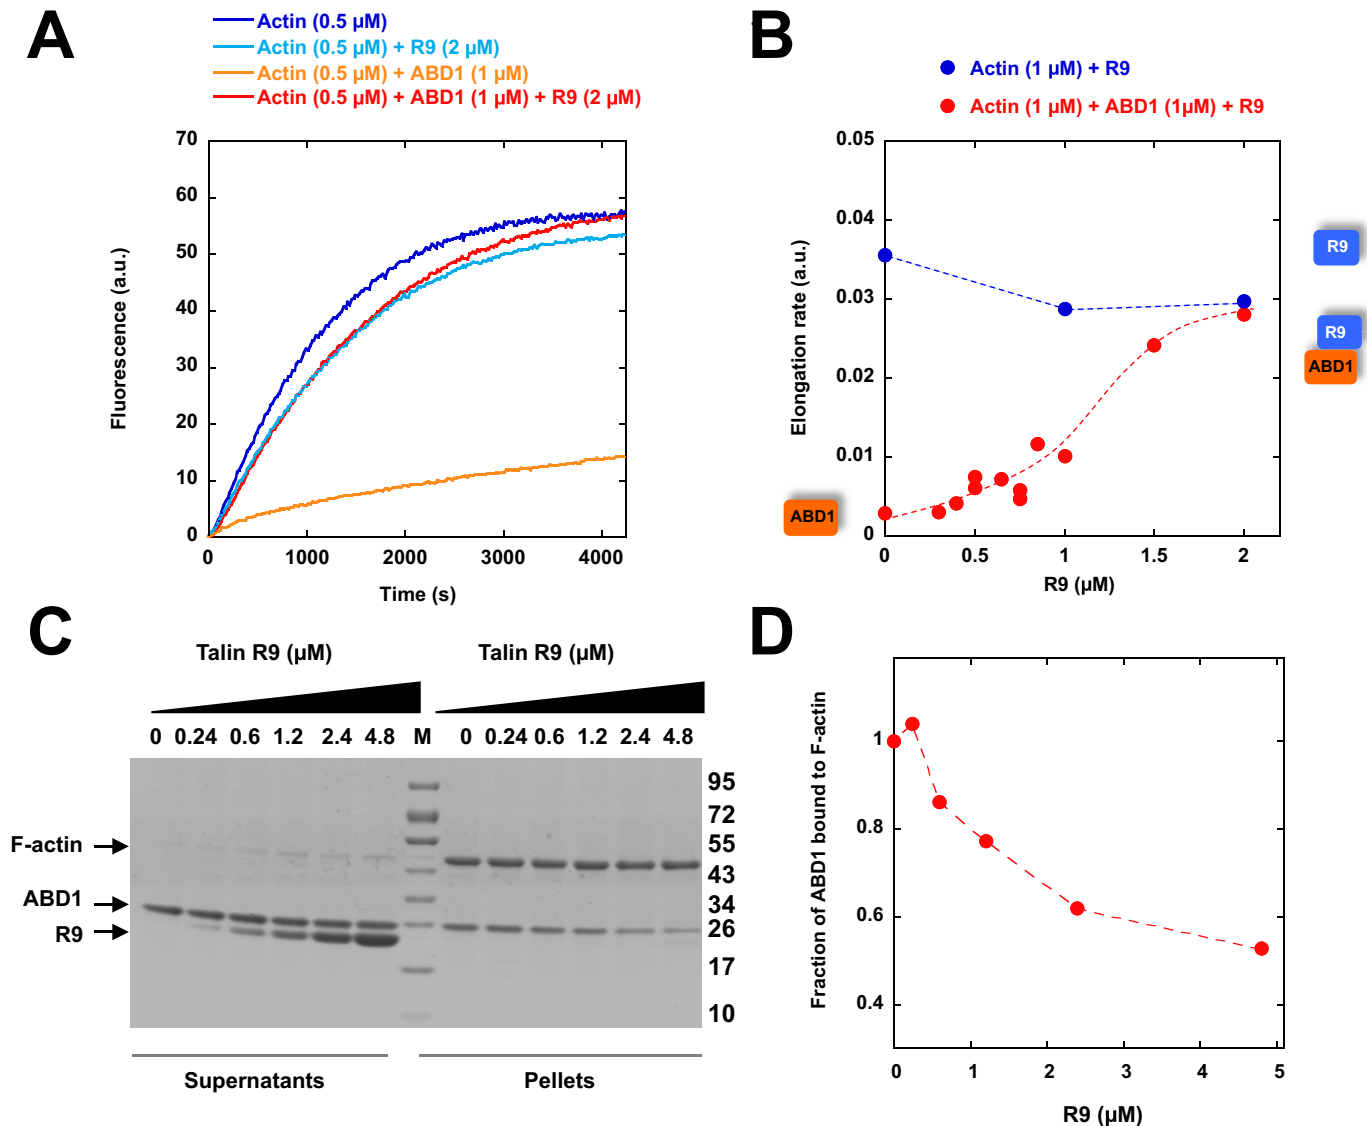 A
Actin (0.5 µM)
Actin (0.5 µM) + R9 (2 µM)
Actin (0.5 µM) + ABD1 (1 µM)
Actin (0.5 µM) + ABD1 (1 µM) + R9 (2 µM)
70
60
50
40
30
20
10
0
0 1000 2000 3000 4000
Fluorescence (a.u.)
Time (s)
B
Actin (1 µM) + R9
Actin (1 µM) + ABD1 (1µM) + R9
0.05
0.04
0.03
0.02
0.01
0
0 0.5 1 1.5 2
Elongation rate (a.u.)
R9 (µM)
R9
R9
ABD1
ABD1
C
Talin R9 (µM) Talin R9 (µM)
0 0.24 0.6 1.2 2.4 4.8 M 0 0.24 0.6 1.2 2.4 4.8
F-actin
ABD1
R9
95
72
55
43
34
26
17
10
Supernatants Pellets
D
1
0.8
0.6
0.4
0 1 2 3 4 5
Fraction of ABD1 bound to F-actin
R9 (µM)